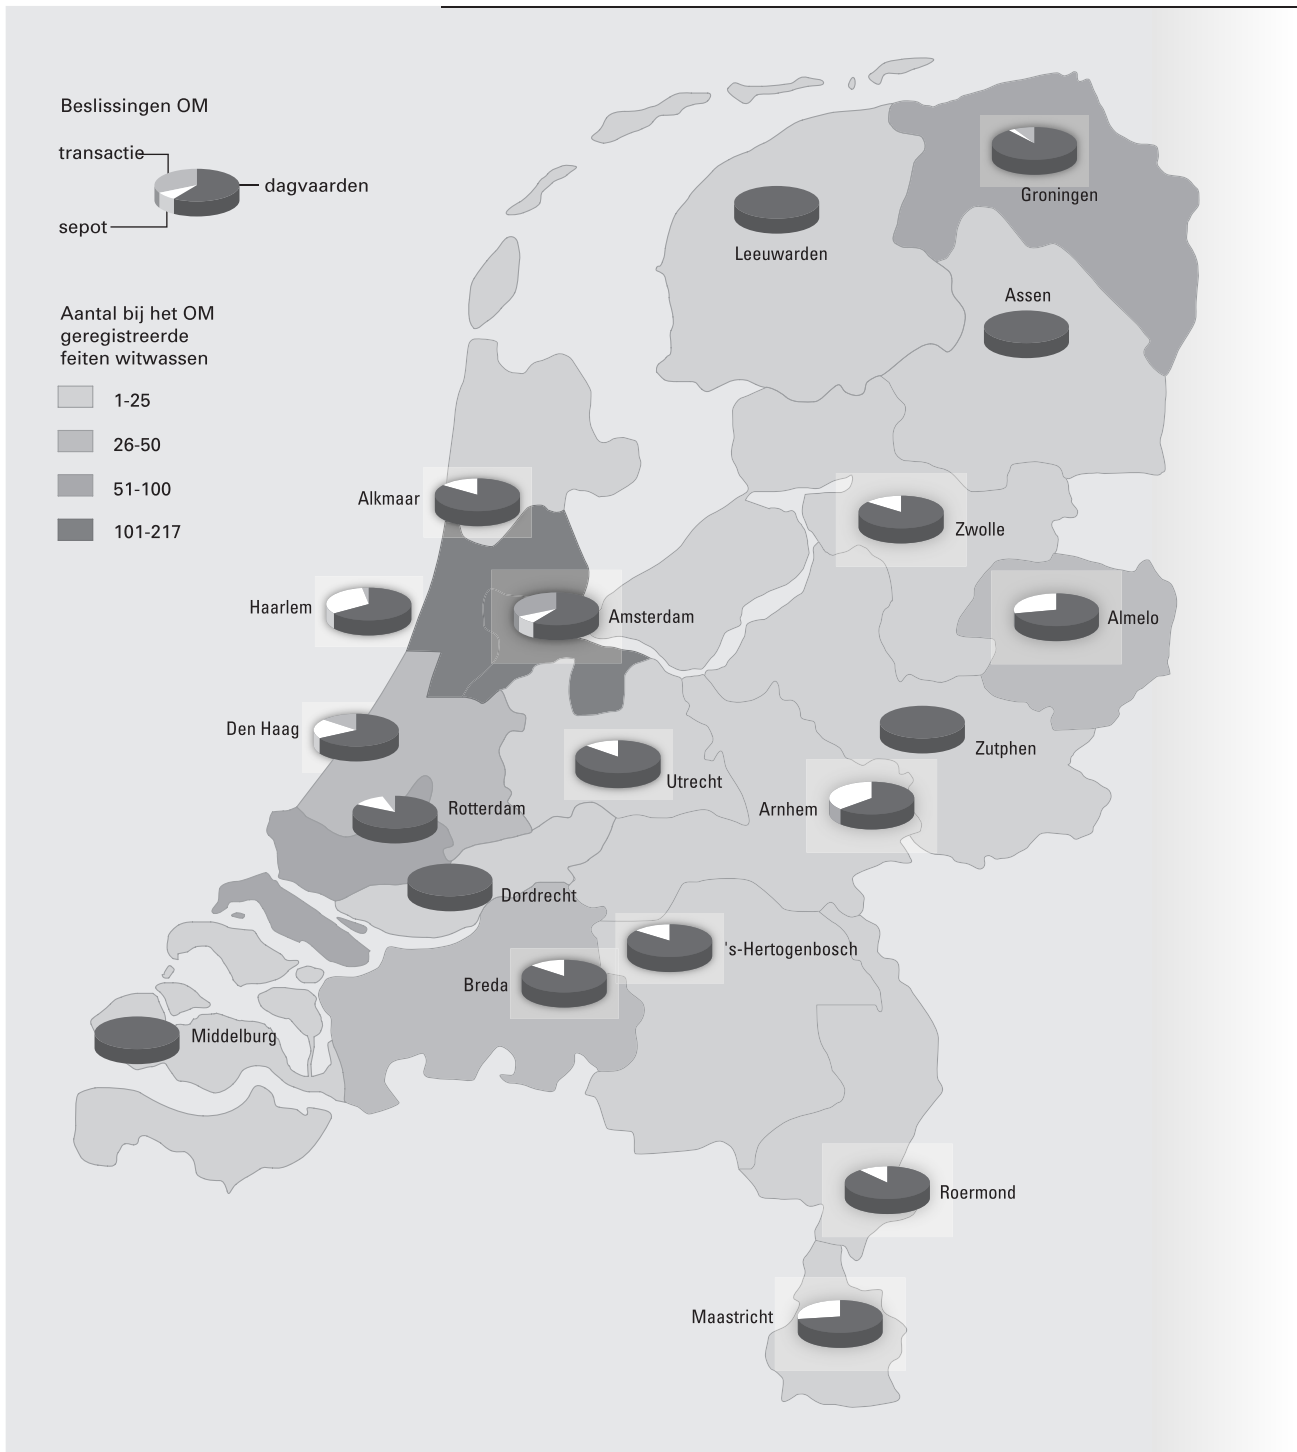 Beslissingen OM
transactie
dagvaarden
sepot
Aantal bij het OM
geregistreerde
feiten witwassen
1-25
26-50
51-100
101-217
Groningen
Leeuwarden
Assen
Alkmaar
Zwolle
Haarlem
Amsterdam
Almelo
Den Haag
Zutphen
Utrecht
Arnhem
Rotterdam
Dordrecht
's-Hertogenbosch
Breda
Middelburg
Roermond
Maastricht